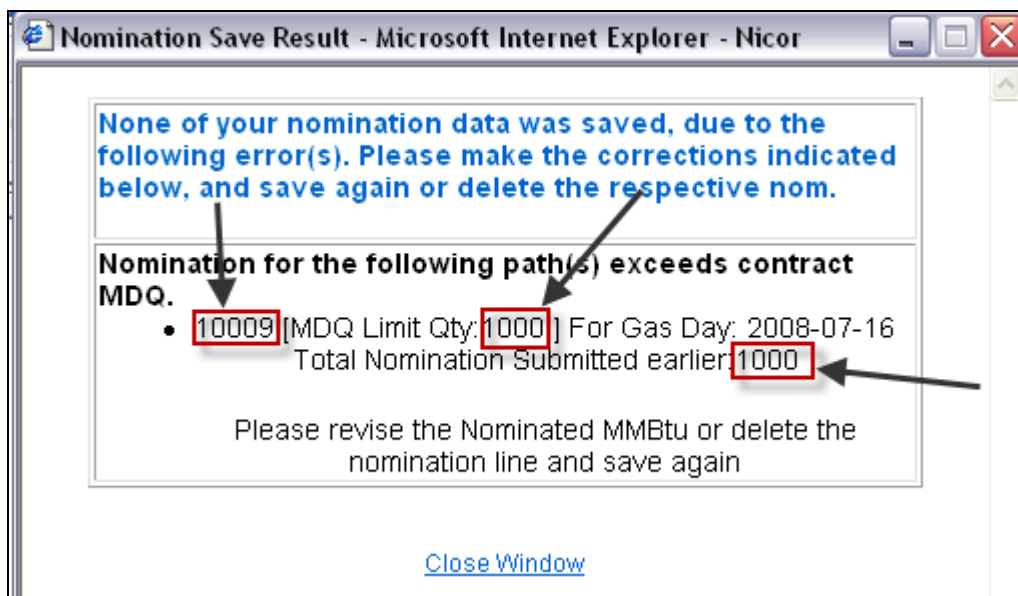 Nomination Save Result - Microsoft Internet Explorer - Nicor
None of your nomination data was saved, due to the
following error(s). Please make the corrections indicated
below, and save again or delete the respective nom.
Nomination for the following path(s) exceeds contract
MDQ.
• 10009 [MDQ Limit Qty:1000 ] For Gas Day: 2008-07-16
Total Nomination Submitted earlier:1000
Please revise the Nominated MMBtu or delete the
nomination line and save again
Close Window